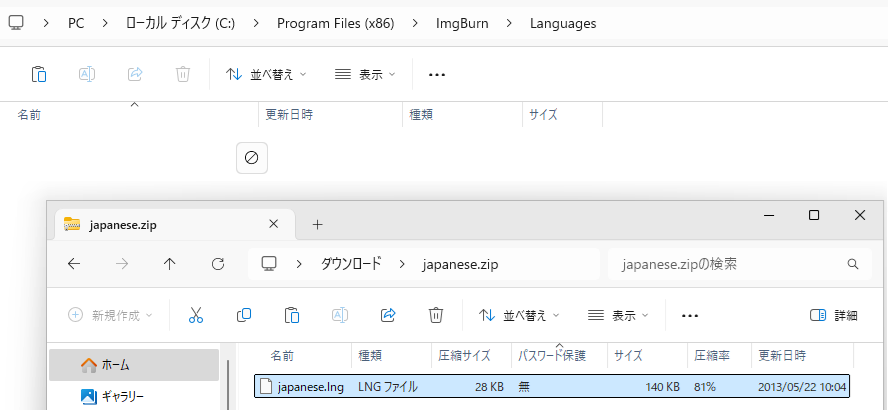 PC > ローカル ディスク (C:) > Program Files (x86) > ImgBurn > Languages
並べ替え 表示 ...
名前 更新日時 種類 サイズ
japanese.zip
ダウンロード > japanese.zip japanese.zipの検索
新規作成 並べ替え 表示 ... 詳細
ホーム
ギャラリー
名前 種類 圧縮サイズ パスワード保護 サイズ 圧縮率 更新日時
japanese.lng LNG ファイル 28 KB 無 140 KB 81% 2013/05/22 10:04